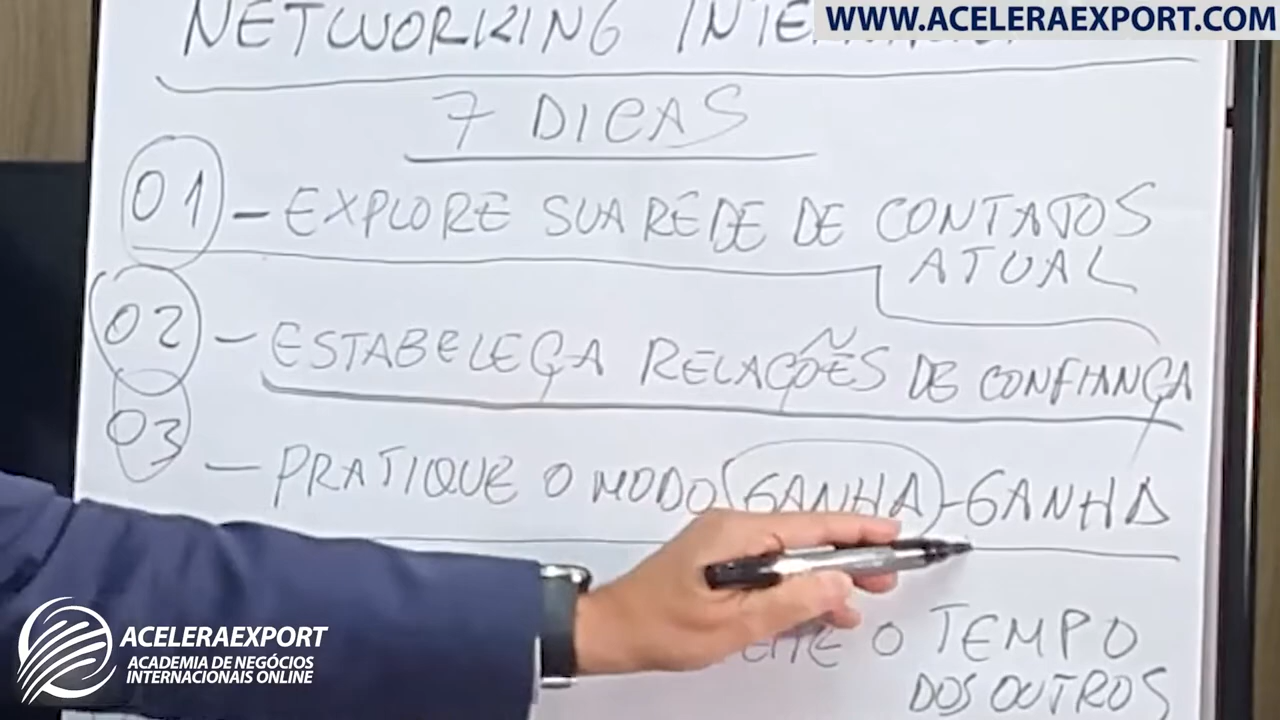 WWW.ACELERAEXPORT.COM
NETWORKING
7 DICAS
01 - EXPLORE SUA REDE DE CONTATOS
ATUAL
02 - ESTABELEÇA RELAÇÕES DE CONFIANÇA
03 - PRATIQUE O MODO GANHA-GANHA
O TEMPO
DOS OUTROS
ACELERAEXPORT
ACADEMIA DE NEGÓCIOS
INTERNACIONAIS ONLINE